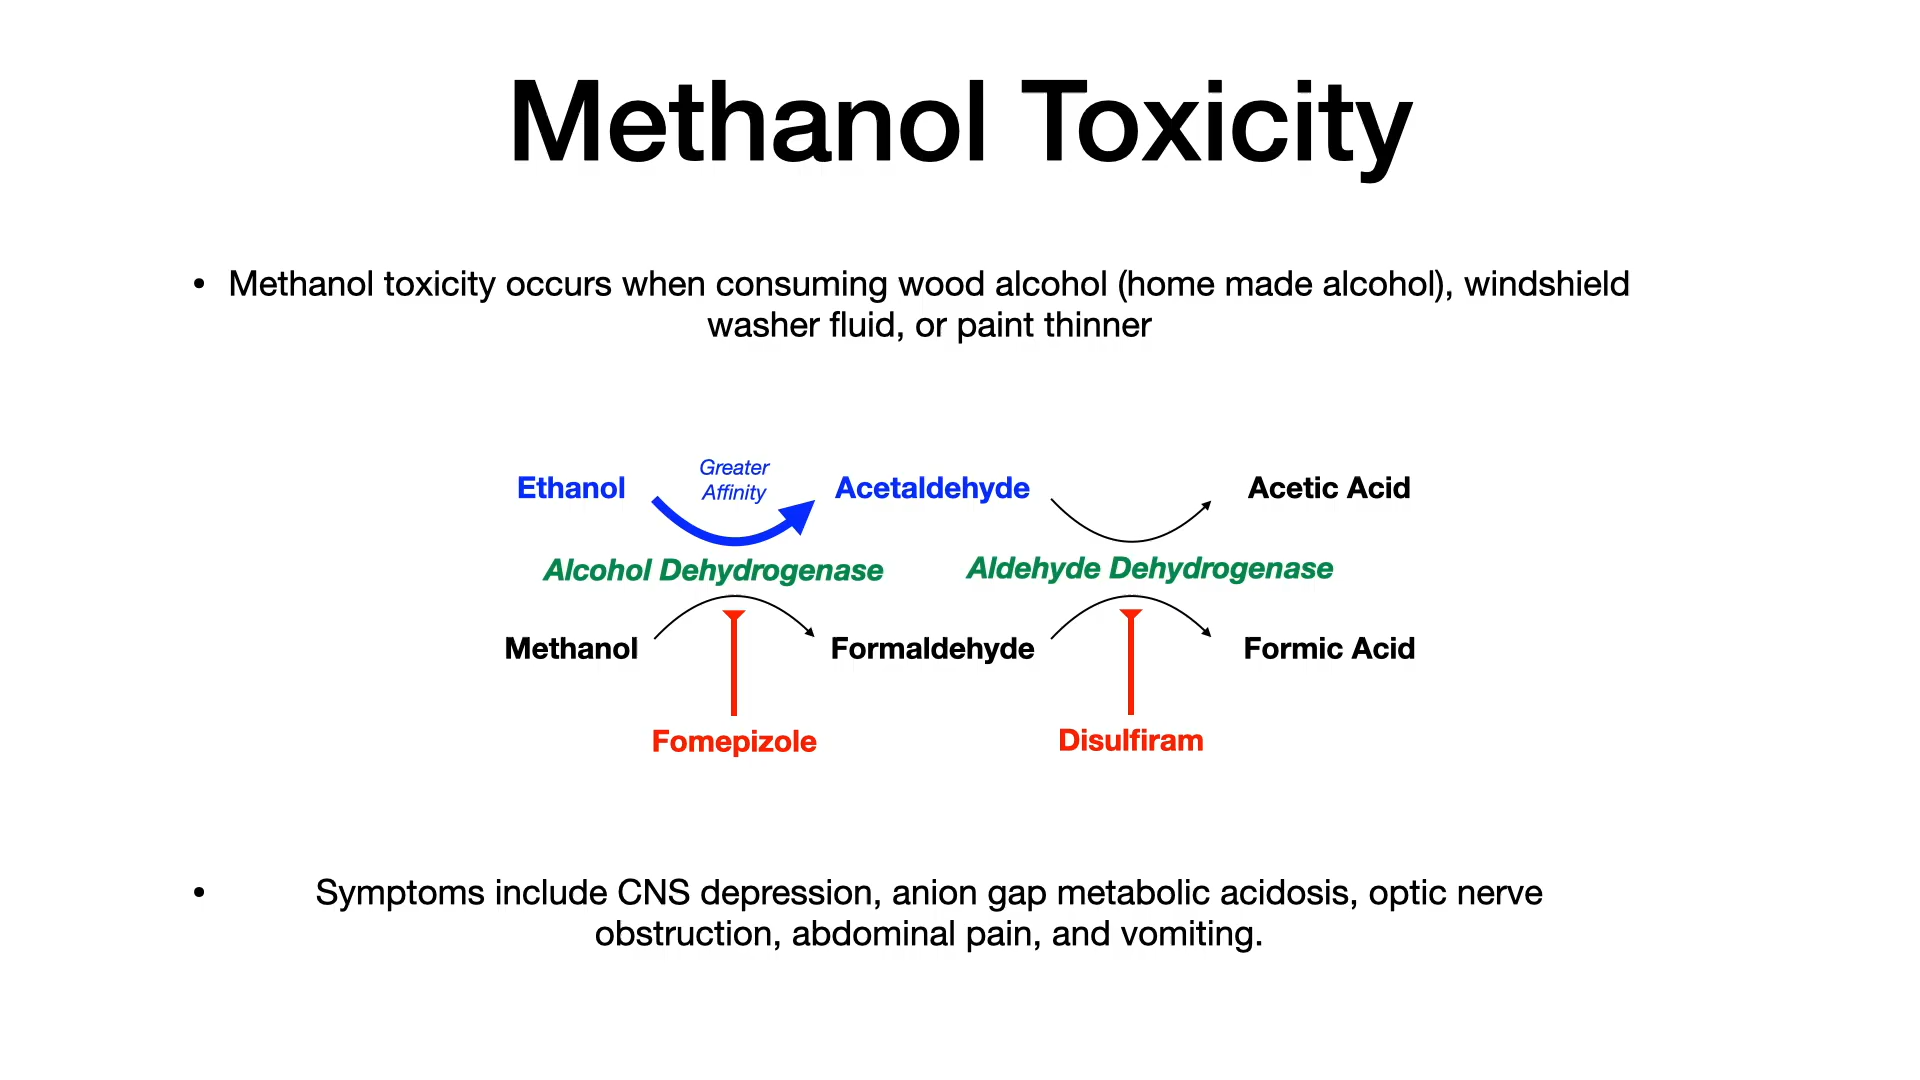 Methanol Toxicity
• Methanol toxicity occurs when consuming wood alcohol (home made alcohol), windshield
washer fluid, or paint thinner
Greater
Affinity
Ethanol
Acetaldehyde
Acetic Acid
Alcohol Dehydrogenase
Aldehyde Dehydrogenase
Methanol
Formaldehyde
Formic Acid
Fomepizole
Disulfiram
• Symptoms include CNS depression, anion gap metabolic acidosis, optic nerve
obstruction, abdominal pain, and vomiting.